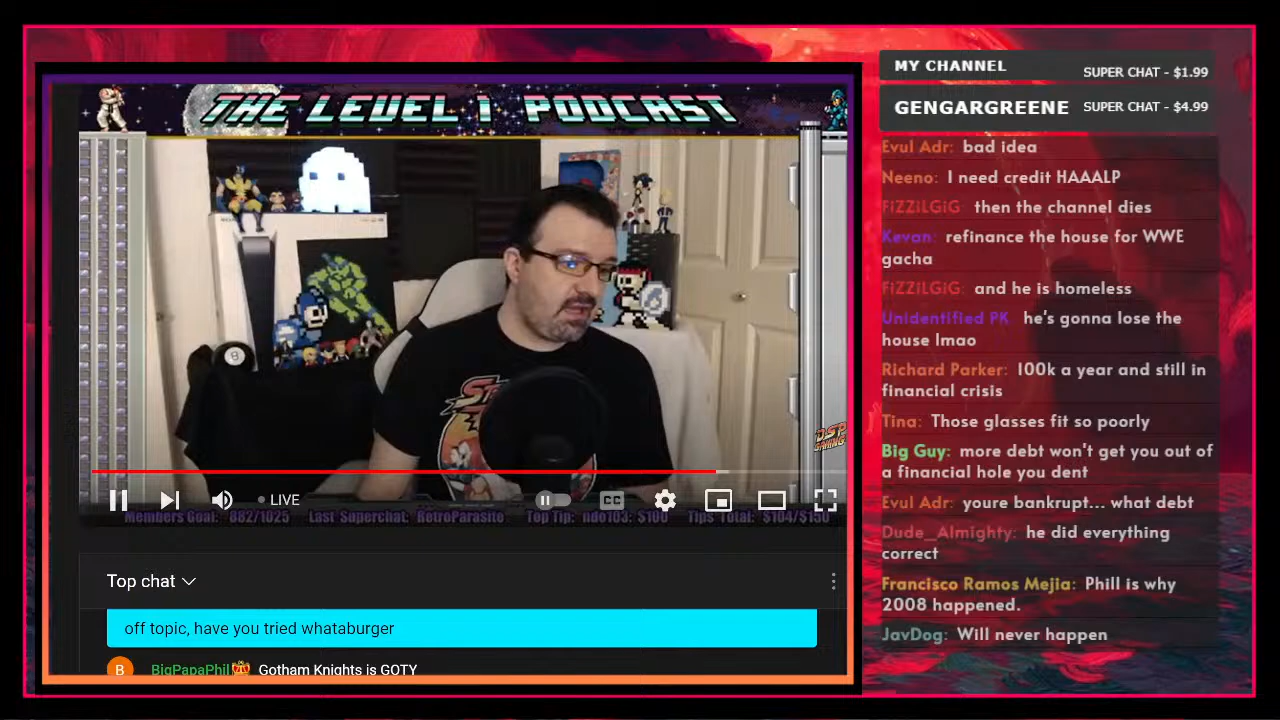 THE LEVEL 1 PODCAST
8
DSP
GAMING
LIVE
CC
Members Goal: 882/1025 Last Superchat: RetroParasite Top Tip: ndo103: $100 Tips Total: $104/$150
Top chat
off topic, have you tried whataburger
B BigPapaPhil Gotham Knights is GOTY
MY CHANNEL SUPER CHAT - $1.99
GENGARGREENE SUPER CHAT - $4.99
Evul Adr: bad idea
Neeno: I need credit HAAALP
FiZZiLGiG: then the channel dies
Kevan: refinance the house for WWE
gacha
FiZZiLGiG: and he is homeless
Unidentified PK: he's gonna lose the
house lmao
Richard Parker: 100k a year and still in
financial crisis
Tina: Those glasses fit so poorly
Big Guy: more debt won't get you out of
a financial hole you dent
Evul Adr: youre bankrupt... what debt
Dude_Almighty: he did everything
correct
Francisco Ramos Mejia: Phill is why
2008 happened.
JavDog: Will never happen